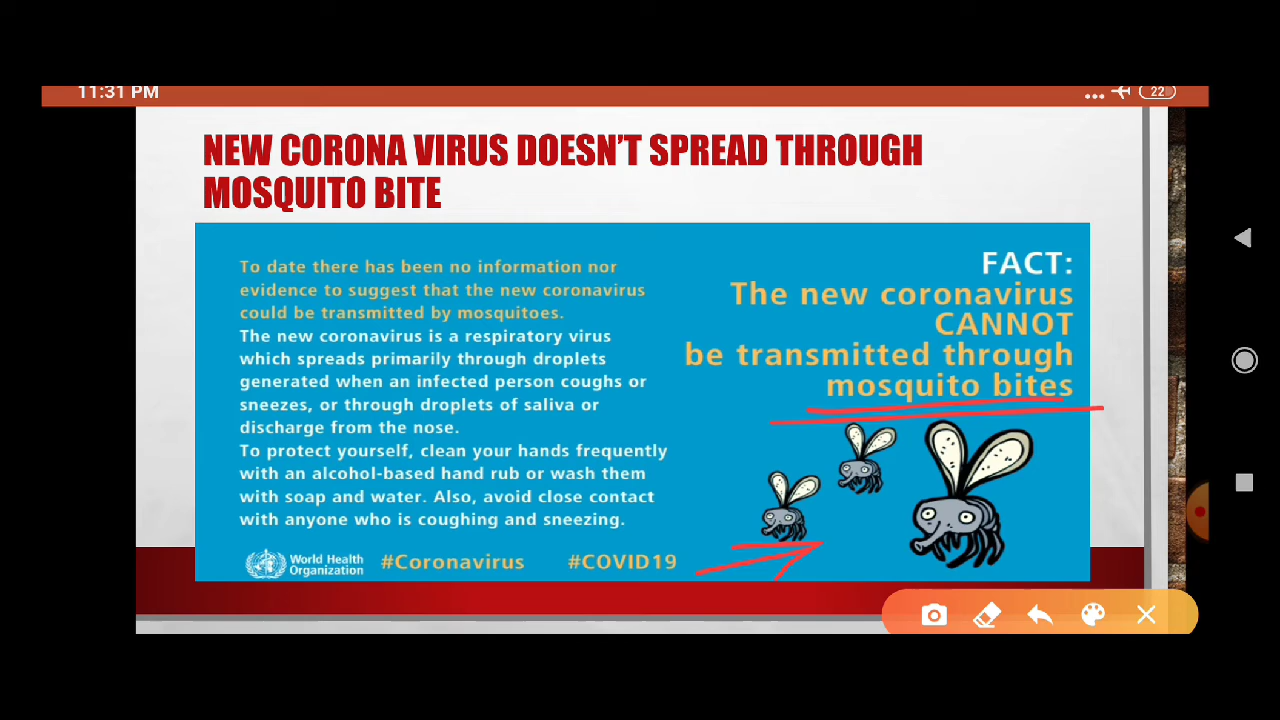 11:31 PM
22
NEW CORONA VIRUS DOESN'T SPREAD THROUGH
MOSQUITO BITE
To date there has been no information nor
evidence to suggest that the new coronavirus
could be transmitted by mosquitoes.
The new coronavirus is a respiratory virus
which spreads primarily through droplets
generated when an infected person coughs or
sneezes, or through droplets of saliva or
discharge from the nose.
To protect yourself, clean your hands frequently
with an alcohol-based hand rub or wash them
with soap and water. Also, avoid close contact
with anyone who is coughing and sneezing.
FACT:
The new coronavirus
CANNOT
be transmitted through
mosquito bites
World Health
Organization
#Coronavirus #COVID19